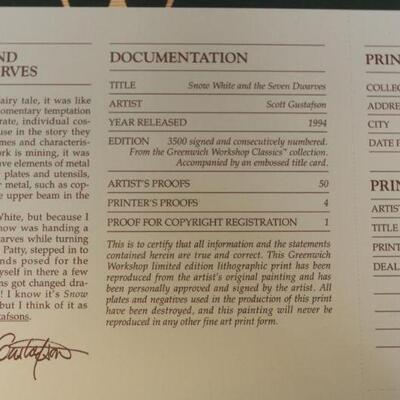 ND
ARVES
fairy tale, it was like
omentary temptation
rate, individual cos-
use in the story they
mes and characteris-
rk is mining, it was
ave elements of metal
plates and utensils,
r metal, such as cop-
e upper beam in the
White, but because I
now was handing a
arves while turning
Patty, stepped in to
ends posed for the
yself in there a few
ms got changed dra-
! I know it's Snow
but I think of it as
tafsons.
Gustafson
DOCUMENTATION
TITLE Snow White and the Seven Dwarves
ARTIST Scott Gustafson
YEAR RELEASED 1994
EDITION 3500 signed and consecutively numbered.
From the Greenwich Workshop Classics™ collection.
Accompanied by an embossed title card.
ARTIST'S PROOFS 50
PRINTER'S PROOFS 4
PROOF FOR COPYRIGHT REGISTRATION 1
This is to certify that all information and the statements
contained herein are true and correct. This Greenwich
Workshop limited edition lithographic print has been
reproduced from the artist's original painting and has
been personally approved and signed by the artist. All
plates and negatives used in the production of this print
have been destroyed, and this painting will never be
reproduced in any other fine art print form.
PRIN
COLLEC
ADDRE
CITY
DATE P
PRIN
ARTIS
TITLE
PRINT
DEAL